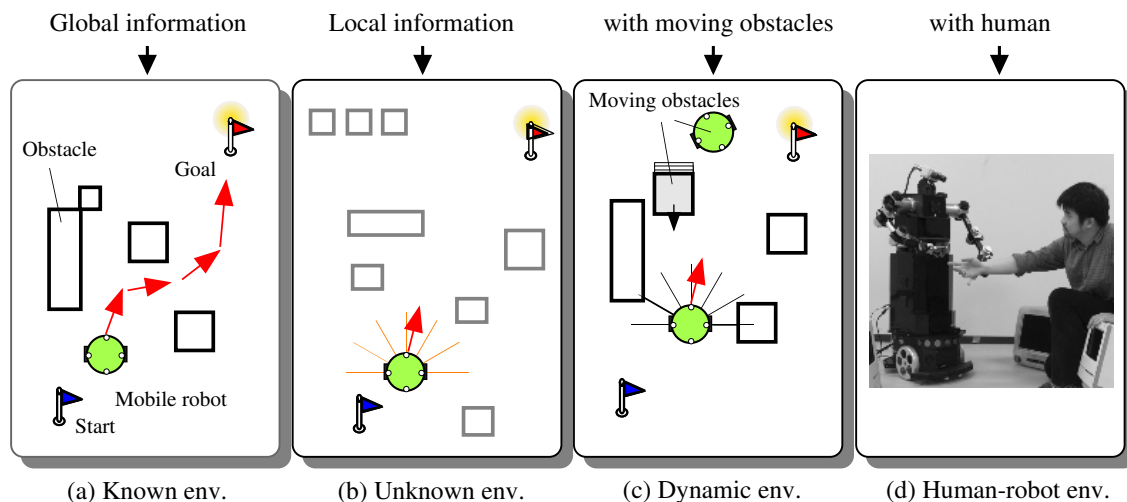 Global information
Local information
with moving obstacles
with human
Obstacle
Goal
Mobile robot
Start
Moving obstacles
(a) Known env.
(b) Unknown env.
(c) Dynamic env.
(d) Human-robot env.